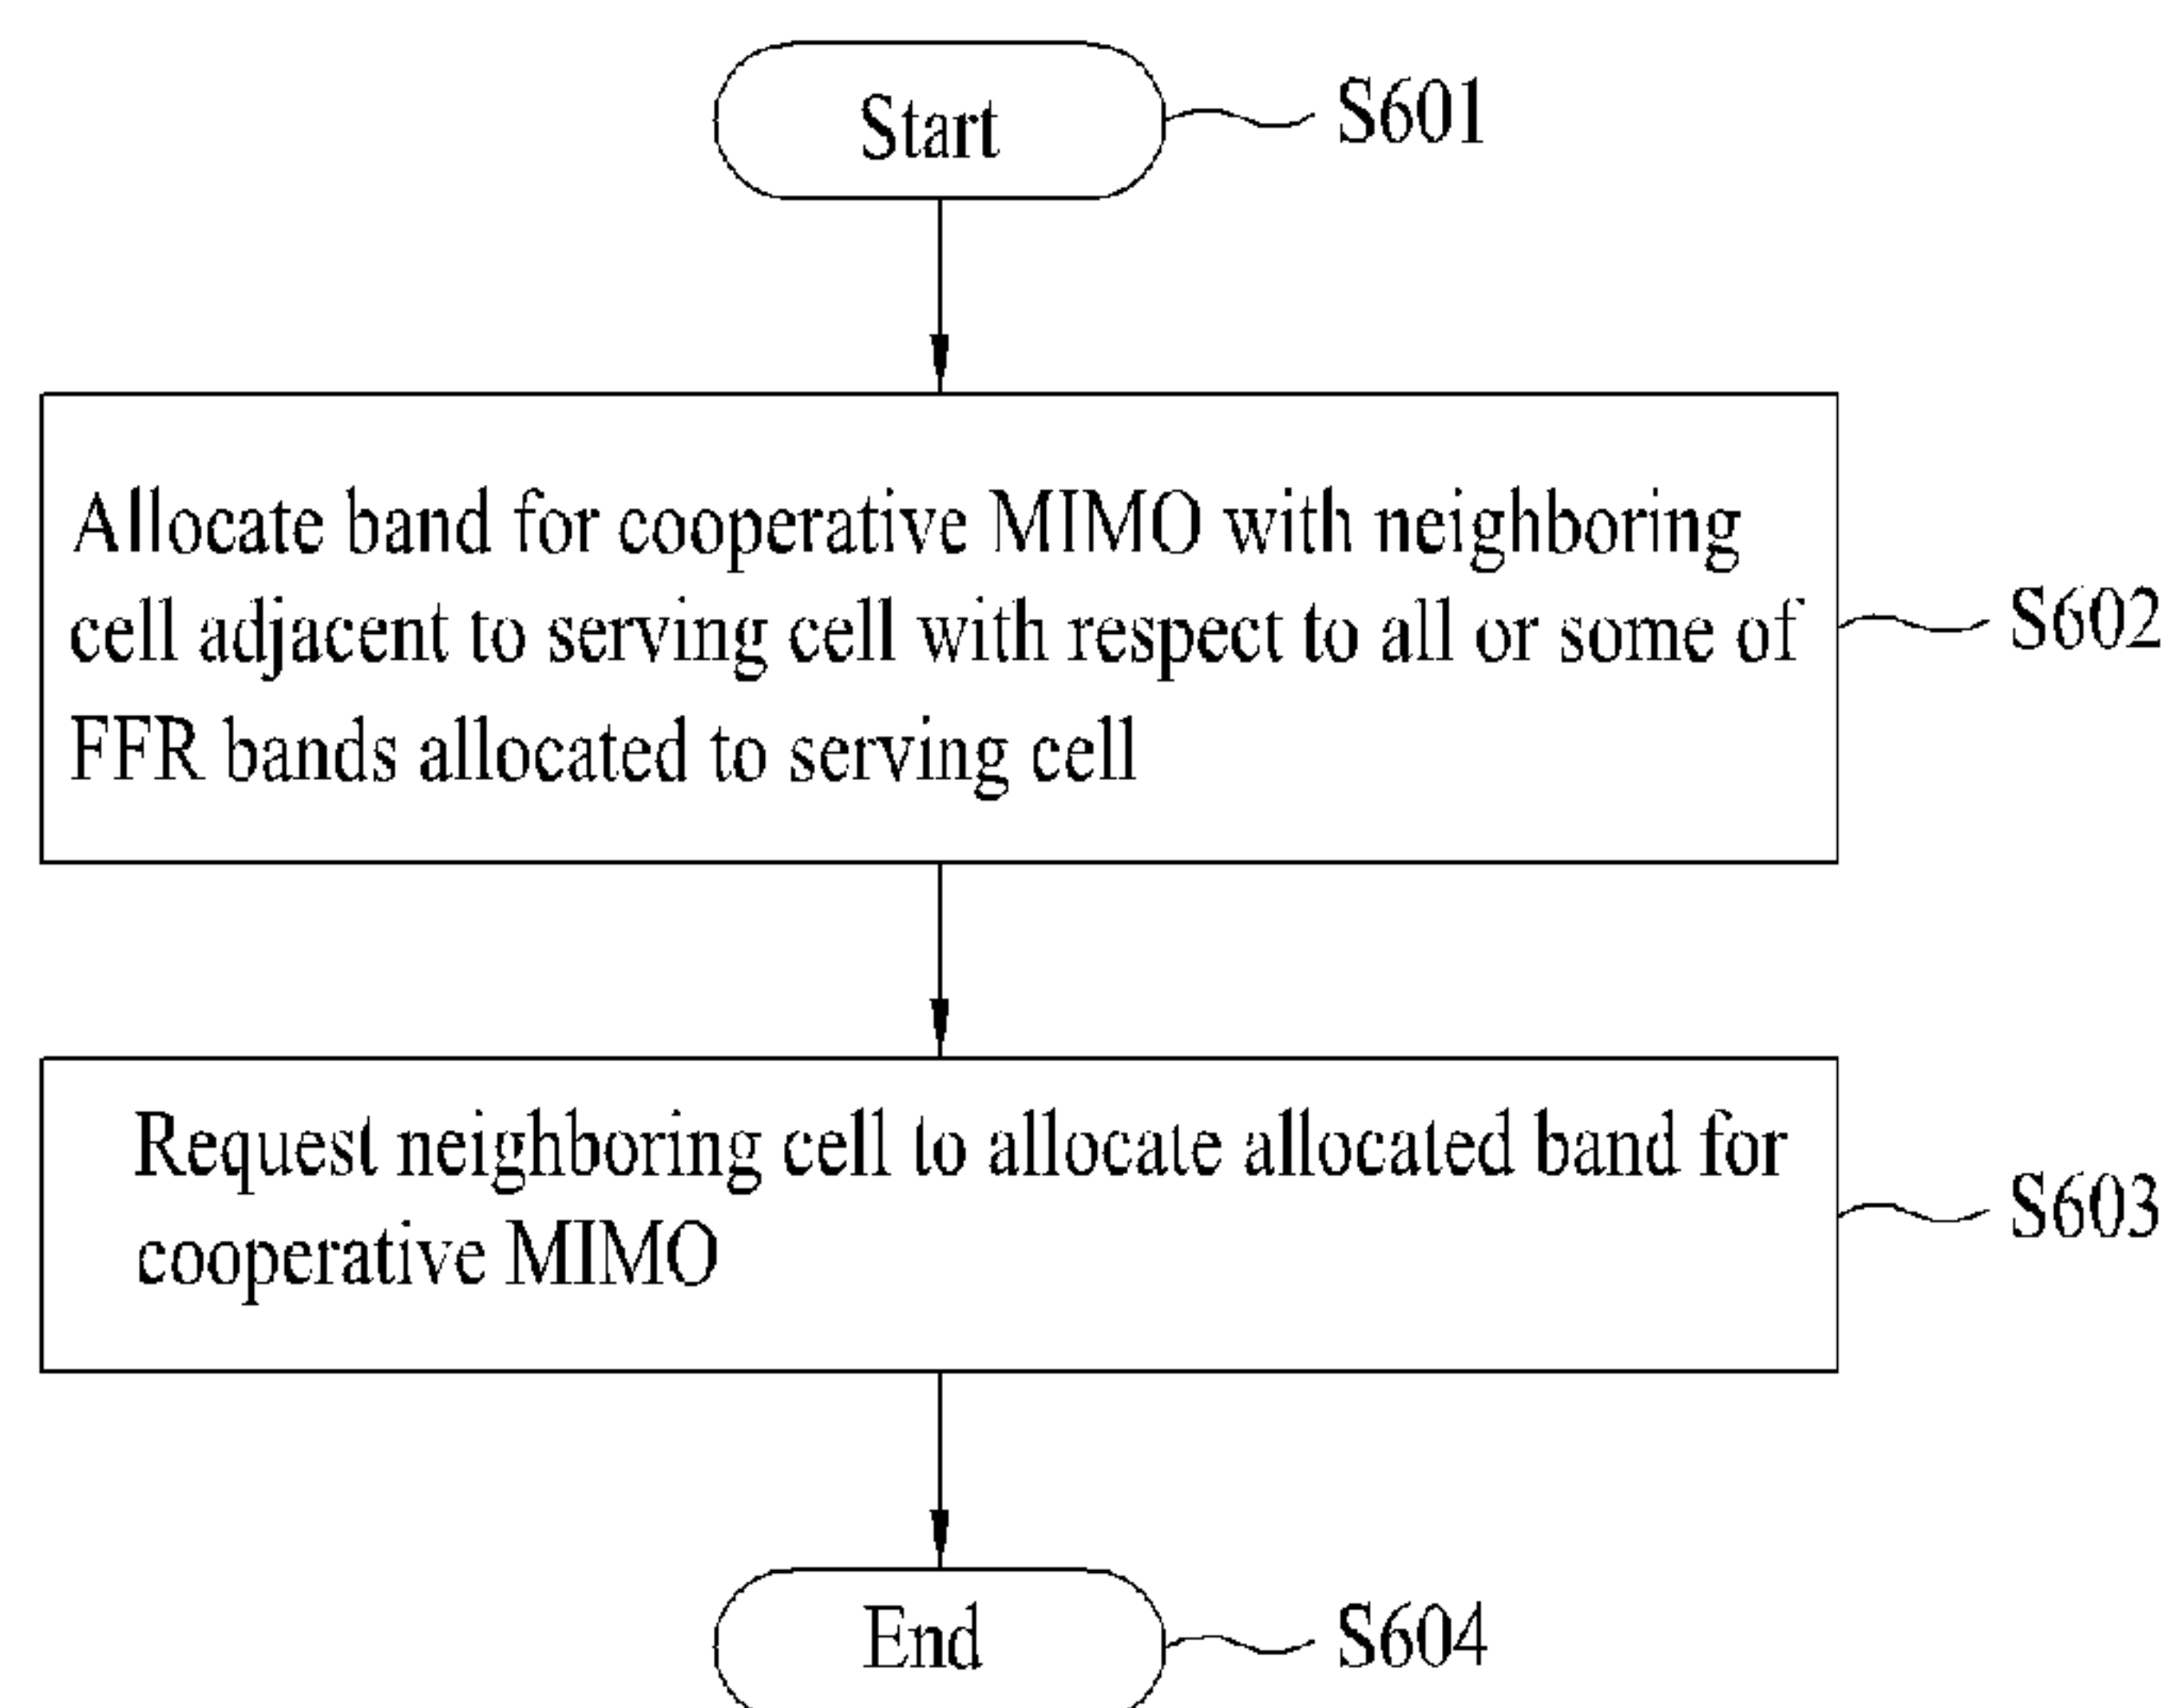 Start
S601
Allocate band for cooperative MIMO with neighboring
cell adjacent to serving cell with respect to all or some of
FFR bands allocated to serving cell
S602
Request neighboring cell to allocate allocated band for
cooperative MIMO
S603
End
S604